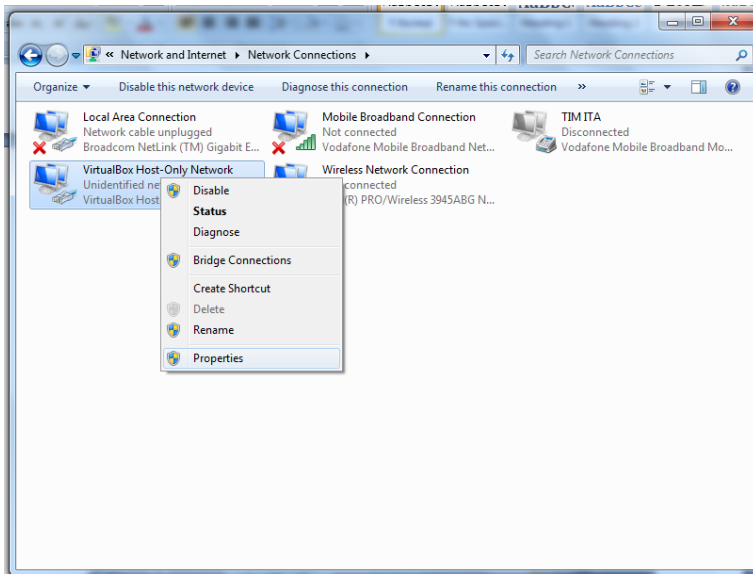 « Network and Internet ▸ Network Connections ▸
Search Network Connections
Organize ▾ Disable this network device Diagnose this connection Rename this connection »
Local Area Connection
Network cable unplugged
Broadcom NetLink (TM) Gigabit E...
Mobile Broadband Connection
Not connected
Vodafone Mobile Broadband Net...
TIM ITA
Disconnected
Vodafone Mobile Broadband Mo...
VirtualBox Host-Only Network
Unidentified ne
VirtualBox Host
Wireless Network Connection
connected
(R) PRO/Wireless 3945ABG N...
Disable
Status
Diagnose
Bridge Connections
Create Shortcut
Delete
Rename
Properties